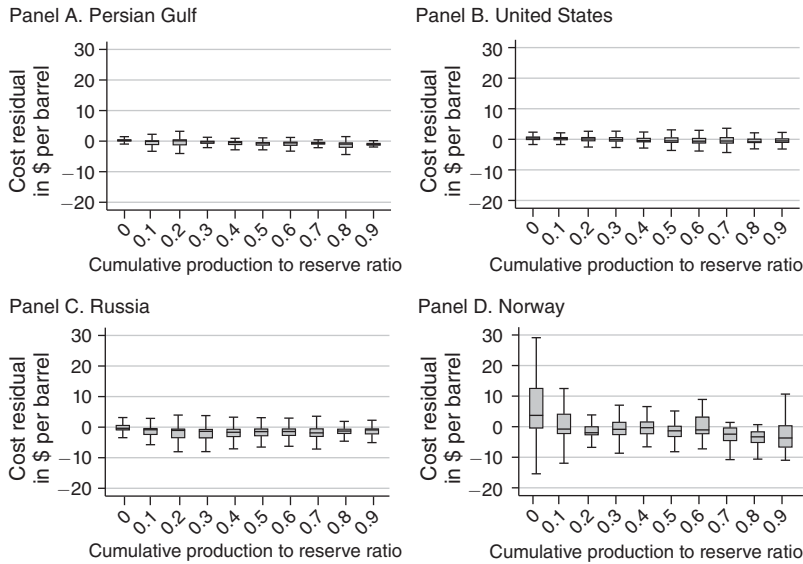 Panel A. Persian Gulf
30
20
10
0
−10
−20
Cost residual
in $ per barrel
0 0.1 0.2 0.3 0.4 0.5 0.6 0.7 0.8 0.9
Cumulative production to reserve ratio
Panel B. United States
30
20
10
0
−10
−20
Cost residual
in $ per barrel
0 0.1 0.2 0.3 0.4 0.5 0.6 0.7 0.8 0.9
Cumulative production to reserve ratio
Panel C. Russia
30
20
10
0
−10
−20
Cost residual
in $ per barrel
0 0.1 0.2 0.3 0.4 0.5 0.6 0.7 0.8 0.9
Cumulative production to reserve ratio
Panel D. Norway
30
20
10
0
−10
−20
Cost residual
in $ per barrel
0 0.1 0.2 0.3 0.4 0.5 0.6 0.7 0.8 0.9
Cumulative production to reserve ratio